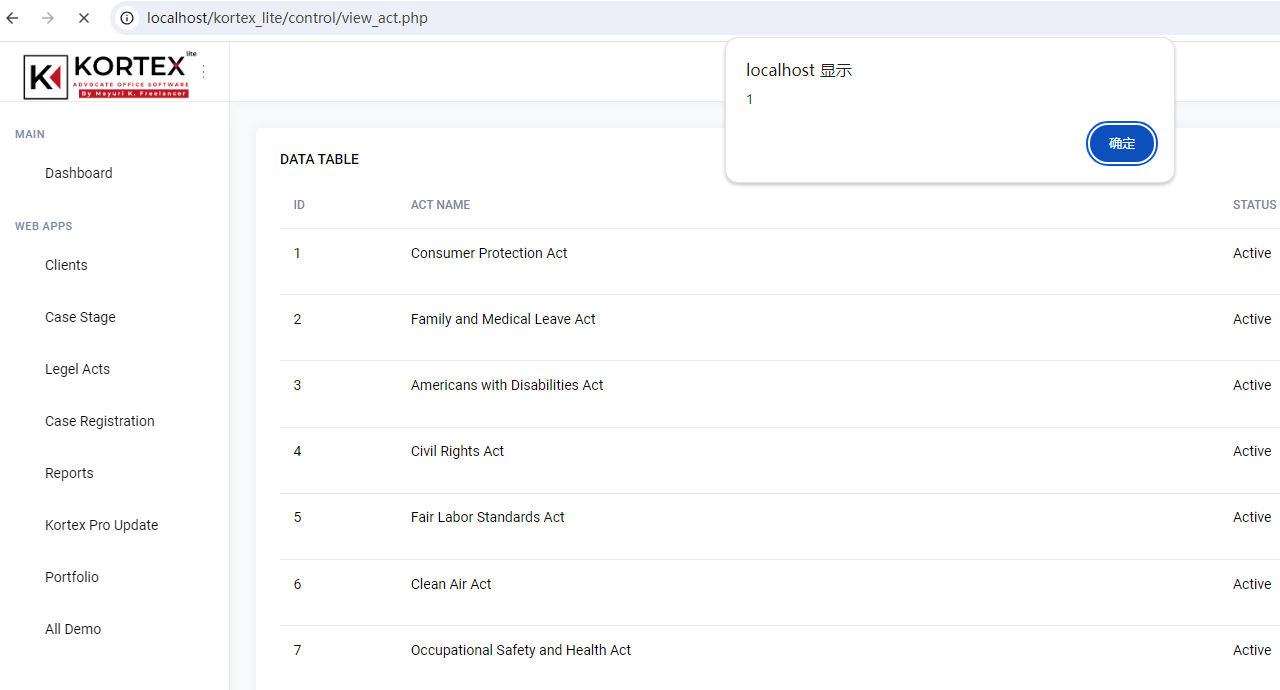 localhost/kortex_lite/control/view_act.php
KORTEX lite
ADVOCATE OFFICE SOFTWARE
By Mayuri K. Freelancer
localhost 显示
1
确定
MAIN
Dashboard
WEB APPS
Clients
Case Stage
Legel Acts
Case Registration
Reports
Kortex Pro Update
Portfolio
All Demo
DATA TABLE
ID ACT NAME STATUS
1 Consumer Protection Act Active
2 Family and Medical Leave Act Active
3 Americans with Disabilities Act Active
4 Civil Rights Act Active
5 Fair Labor Standards Act Active
6 Clean Air Act Active
7 Occupational Safety and Health Act Active